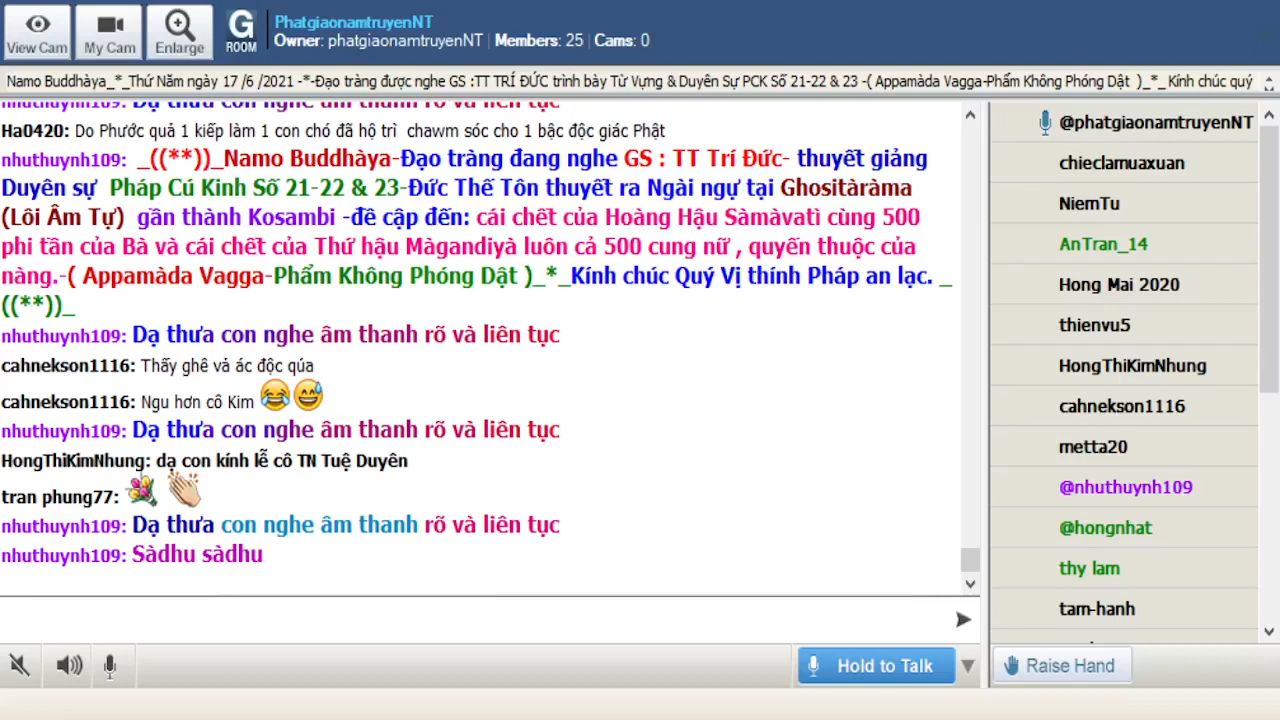 View Cam
My Cam
Enlarge
G
ROOM
PhatgiaonamtruyenNT
Owner: phatgiaonamtruyenNT | Members: 25 | Cams: 0
Namo Buddhàya_*_Thứ Năm ngày 17 /6 /2021 -*-Đạo tràng được nghe GS :TT TRÍ ĐỨC trình bày Từ Vựng & Duyên Sự PCK Số 21-22 & 23 -( Appamàda Vagga-Phẩm Không Phóng Dật )_*_ Kính chúc quý
Ha0420: Do Phước quả 1 kiếp làm 1 con chó đã hộ trì chawm sóc cho 1 bậc độc giác Phật
nhuthuynh109: _((**))_Namo Buddhàya-Đạo tràng đang nghe GS : TT Trí Đức- thuyết giảng
Duyên sự Pháp Cú Kinh Số 21-22 & 23-Đức Thế Tôn thuyết ra Ngài ngự tại Ghositàràma
(Lôi Âm Tự) gần thành Kosambi -đề cập đến: cái chết của Hoàng Hậu Sàmàvatì cùng 500
phi tần của Bà và cái chết của Thứ hậu Màgandiyà luôn cả 500 cung nữ , quyến thuộc của
nàng.-( Appamàda Vagga-Phẩm Không Phóng Dật )_*_Kính chúc Quý Vị thính Pháp an lạc. _
((**))_
nhuthuynh109: Dạ thưa con nghe âm thanh rõ và liên tục
cahnekson1116: Thấy ghê vả ác độc qúa
cahnekson1116: Ngu hơn cô Kim
nhuthuynh109: Dạ thưa con nghe âm thanh rõ và liên tục
HongThiKimNhung: dạ con kính lễ cô TN Tuệ Duyên
tran phung77:
nhuthuynh109: Dạ thưa con nghe âm thanh rõ và liên tục
nhuthuynh109: Sàdhu sàdhu
@phatgiaonamtruyenNT
chieclamuaxuan
NiemTu
AnTran_14
Hong Mai 2020
thienvu5
HongThiKimNhung
cahnekson1116
metta20
@nhuthuynh109
@hongnhat
thy lam
tam-hanh
Hold to Talk
Raise Hand